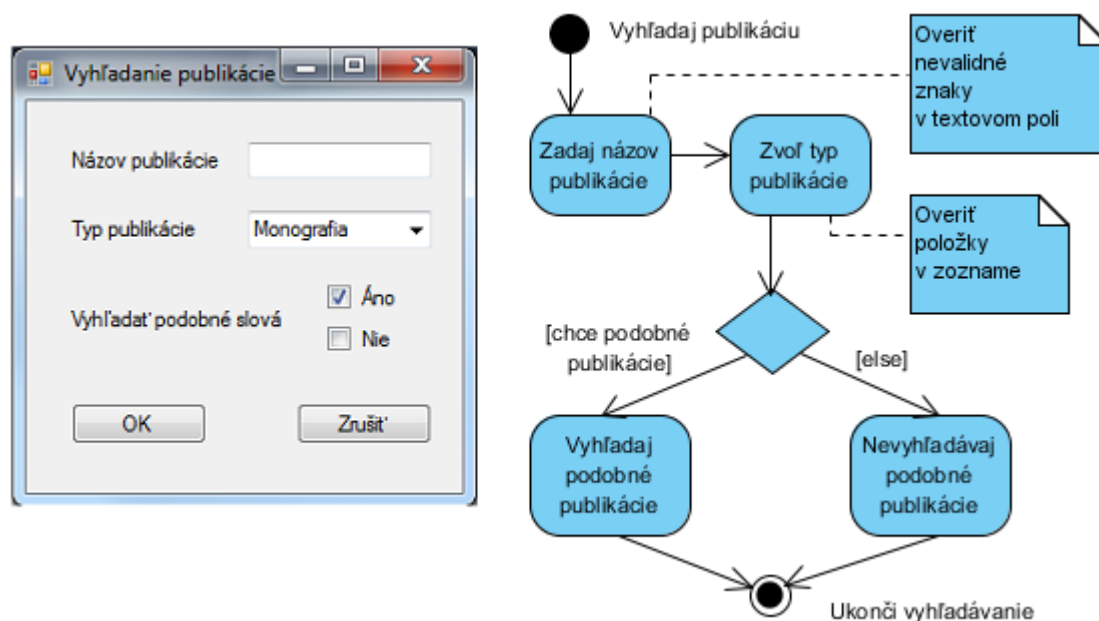 Vyhľadanie publikácie
Názov publikácie
Typ publikácie
Monografia
Vyhľadať podobné slová
Áno
Nie
OK
Zrušiť
Vyhľadaj publikáciu
Overiť
nevalidné
znaky
v textovom poli
Zadaj názov
publikácie
Zvoľ typ
publikácie
Overiť
položky
v zozname
[chce podobné
publikácie]
[else]
Vyhľadaj
podobné
publikácie
Nevyhľadávaj
podobné
publikácie
Ukonči vyhľadávanie